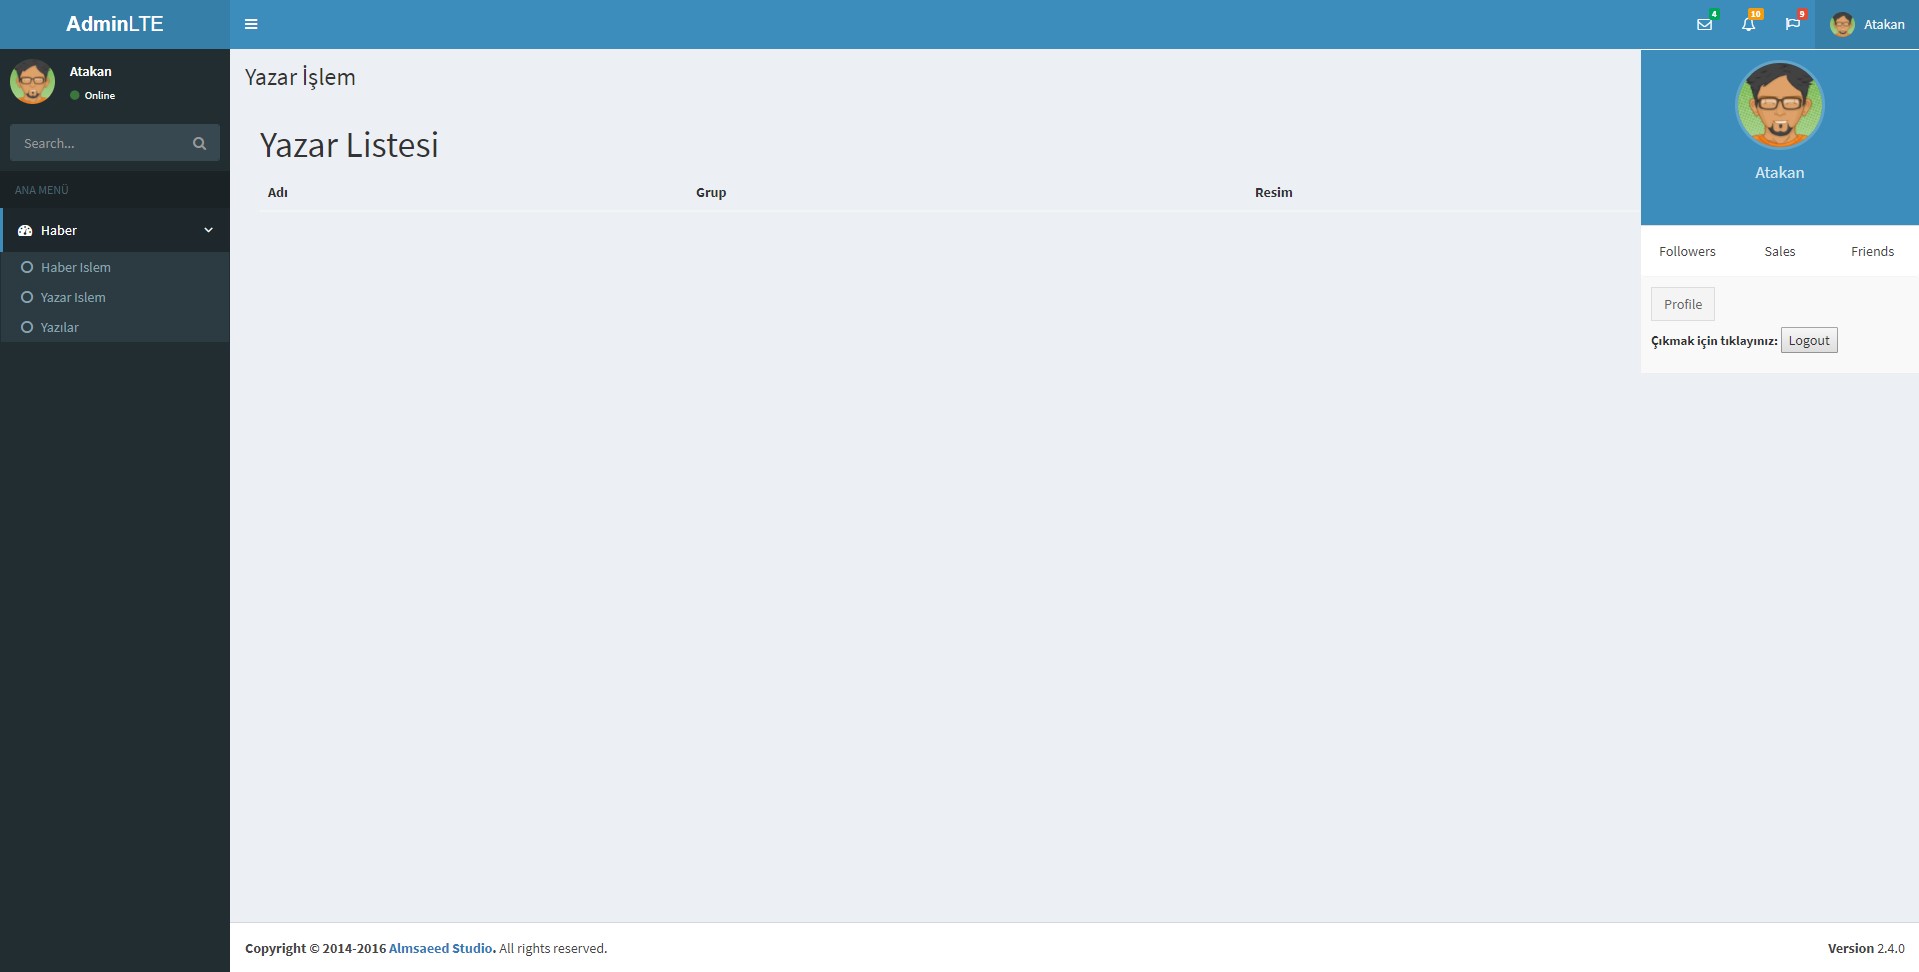 AdminLTE
4
10
9
Atakan
Atakan
Online
Search...
ANA MENÜ
Haber
Haber Islem
Yazar Islem
Yazılar
Yazar İşlem
Yazar Listesi
Adı Grup Resim
Atakan
Followers Sales Friends
Profile
Çıkmak için tıklayınız: Logout
Copyright © 2014-2016 Almsaeed Studio. All rights reserved.
Version 2.4.0